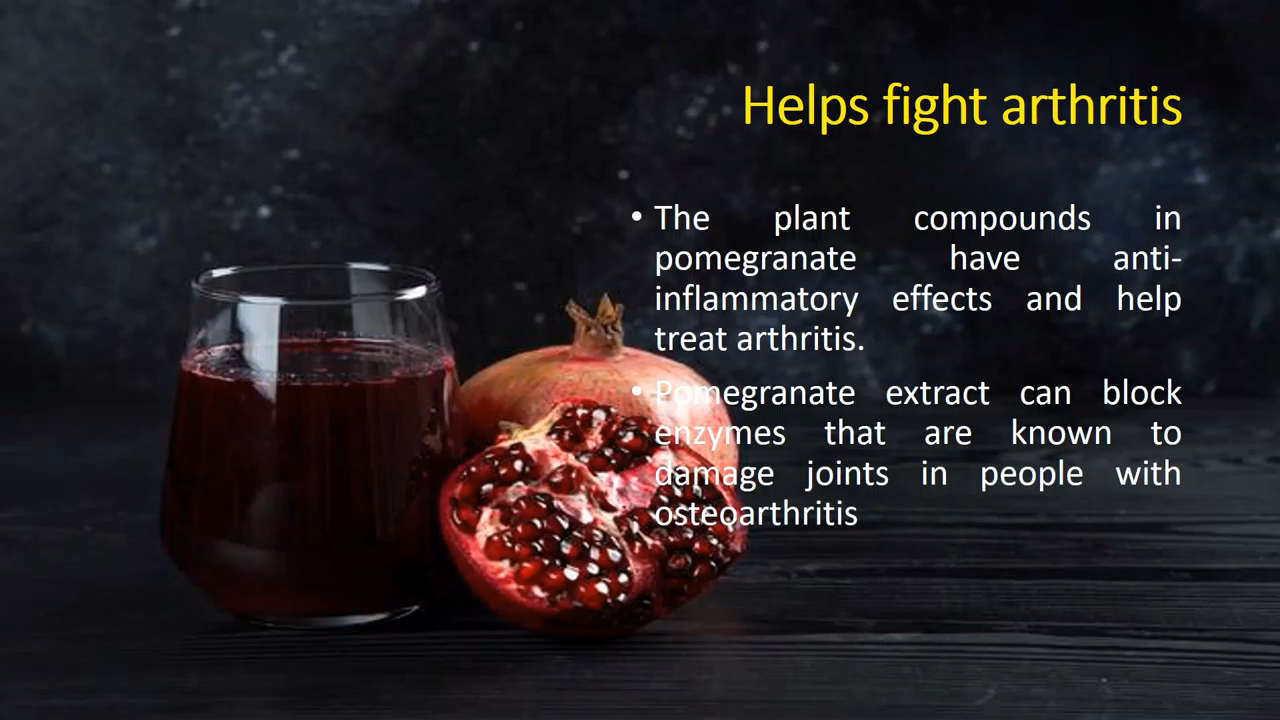 Helps fight arthritis
• The plant compounds in
pomegranate have anti-
inflammatory effects and help
treat arthritis.
• Pomegranate extract can block
enzymes that are known to
damage joints in people with
osteoarthritis